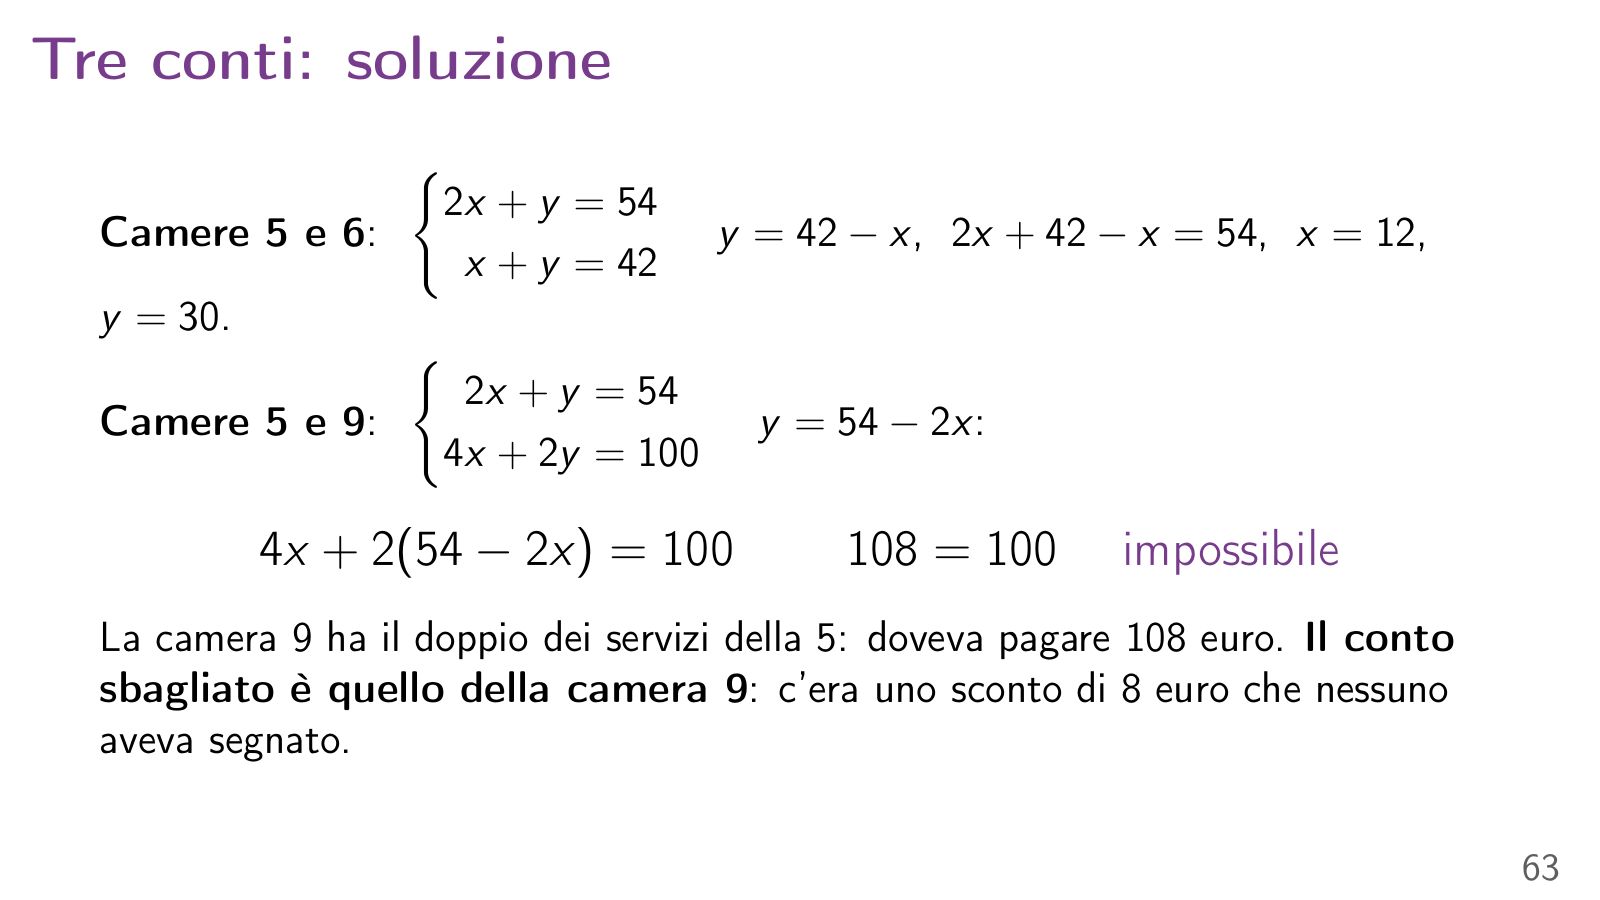 Tre conti: soluzione
Camere 5 e 6: { 2x + y = 54
x + y = 42 y = 42 − x, 2x + 42 − x = 54, x = 12,
y = 30.
Camere 5 e 9: { 2x + y = 54
4x + 2y = 100 y = 54 − 2x:
4x + 2(54 − 2x) = 100 108 = 100 impossibile
La camera 9 ha il doppio dei servizi della 5: doveva pagare 108 euro. Il conto
sbagliato è quello della camera 9: c'era uno sconto di 8 euro che nessuno
aveva segnato.
63